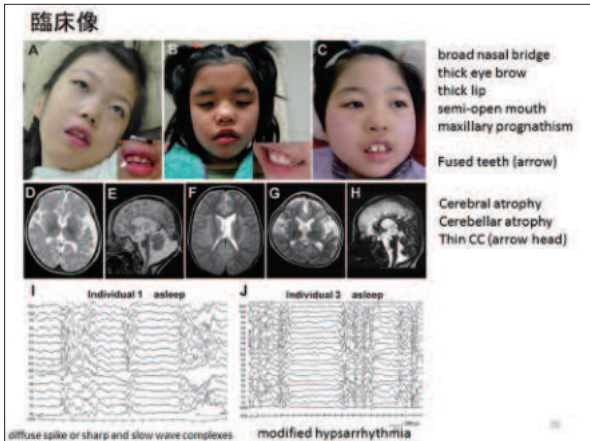 臨床像
A
B
C
broad nasal bridge
thick eye brow
thick lip
semi-open mouth
maxillary prognathism
Fused teeth (arrow)
D
E
F
G
H
Cerebral atrophy
Cerebellar atrophy
Thin CC (arrow head)
I
Individual 1 asleep
J
Individual 3 asleep
diffuse spike or sharp and slow wave complexes
modified hypsarrhythmia